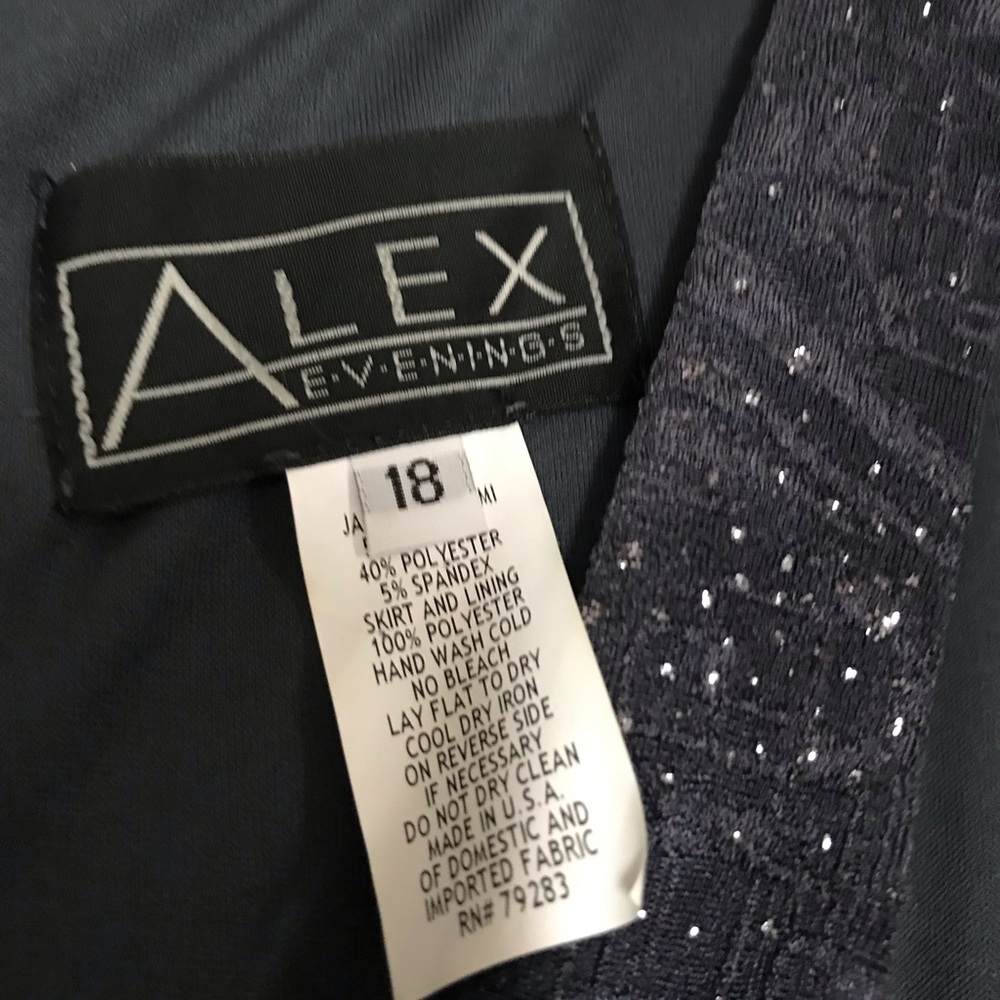 ALEX
E·V·E·N·I·N·G·S
18
JA MI
40% POLYESTER
5% SPANDEX
SKIRT AND LINING
100% POLYESTER
HAND WASH COLD
NO BLEACH
LAY FLAT TO DRY
COOL DRY IRON
ON REVERSE SIDE
IF NECESSARY
DO NOT DRY CLEAN
MADE IN U.S.A.
OF DOMESTIC AND
IMPORTED FABRIC
RN# 79283